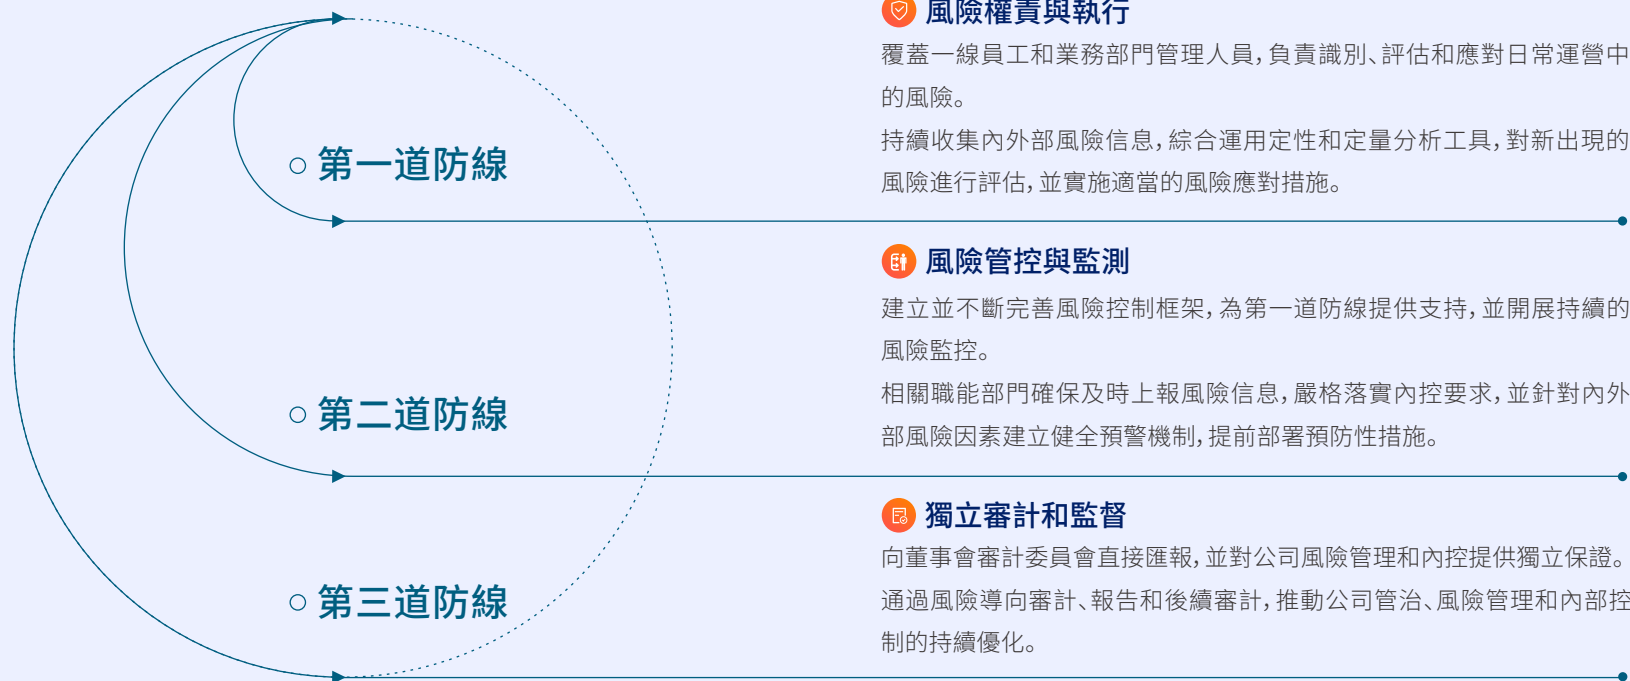 風險權責與執行
覆蓋一線員工和業務部門管理人員,負責識別、評估和應對日常運營中
的風險。
持續收集內外部風險信息,綜合運用定性和定量分析工具,對新出現的
風險進行評估,並實施適當的風險應對措施。
第一道防線
風險管控與監測
建立並不斷完善風險控制框架,為第一道防線提供支持,並開展持續的
風險監控。
相關職能部門確保及時上報風險信息,嚴格落實內控要求,並針對內外
部風險因素建立健全預警機制,提前部署預防性措施。
第二道防線
獨立審計和監督
向董事會審計委員會直接匯報,並對公司風險管理和內控提供獨立保證。
通過風險導向審計、報告和後續審計,推動公司管治、風險管理和內部控
制的持續優化。
第三道防線